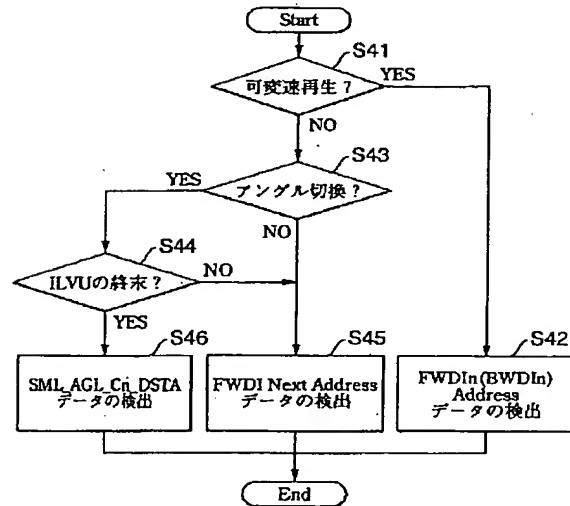 Start
S41
可変速再生?
YES
NO
S43
YES
アングル切換?
NO
S44
ILVUの終末?
NO
YES
S46
SML_AGL_Cn_DSTA
データの検出
S45
FWDI Next Address
データの検出
S42
FWDIn(BWDIn)
Address
データの検出
End